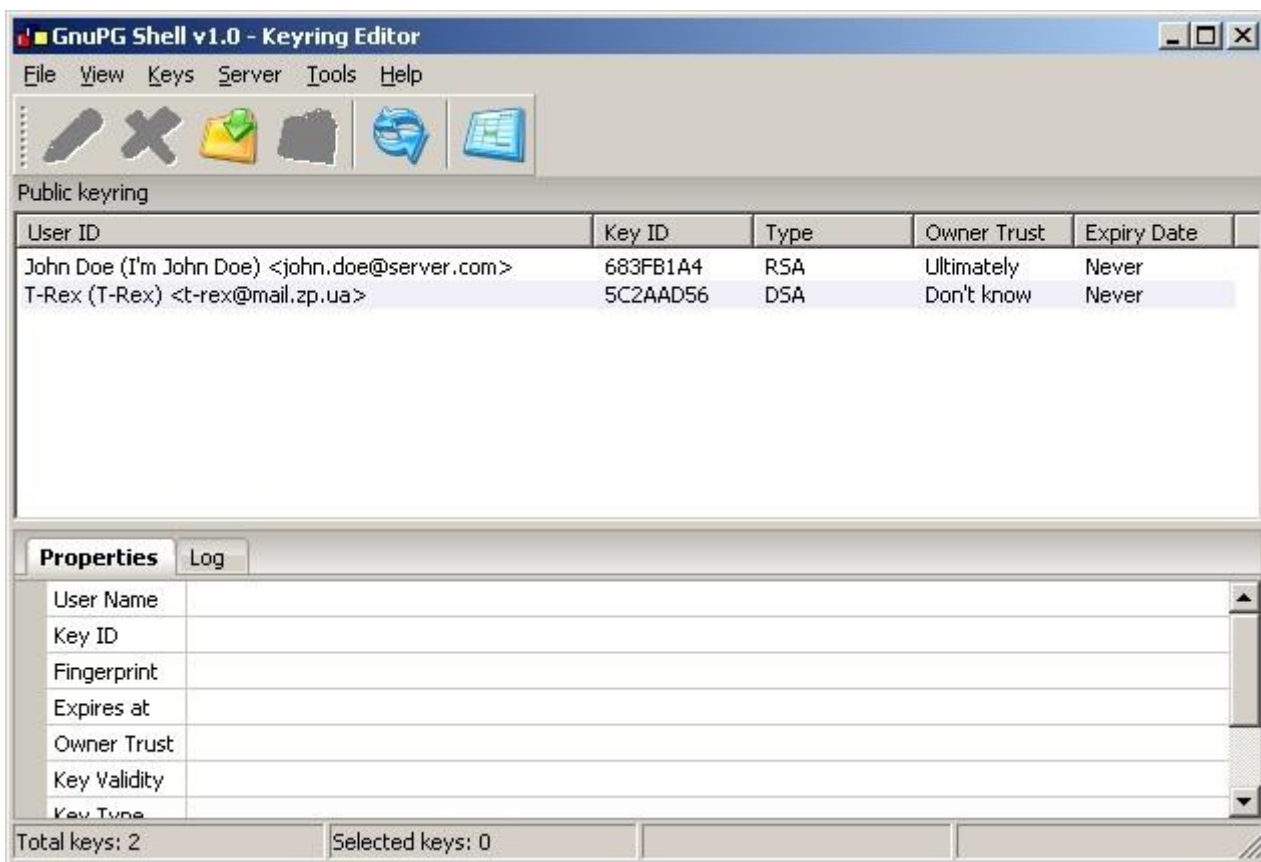 GnuPG Shell v1.0 - Keyring Editor
File View Keys Server Tools Help
Public keyring
User ID Key ID Type Owner Trust Expiry Date
John Doe (I'm John Doe) <john.doe@server.com> 683FB1A4 RSA Ultimately Never
T-Rex (T-Rex) <t-rex@mail.zp.ua> 5C2AAD56 DSA Don't know Never
Properties Log
User Name
Key ID
Fingerprint
Expires at
Owner Trust
Key Validity
Key Type
Total keys: 2 Selected keys: 0